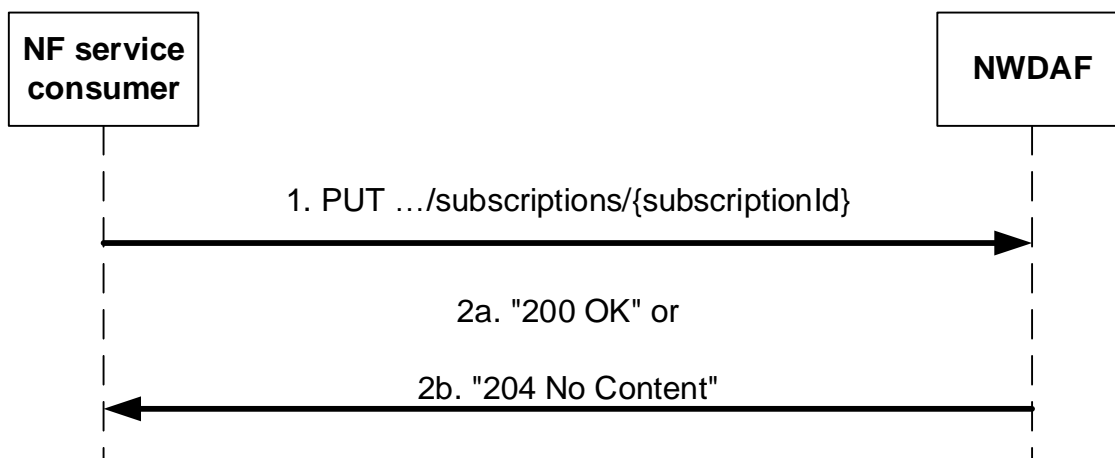 NF service
consumer
NWDAF
1. PUT …/subscriptions/{subscriptionId}
2a. "200 OK" or
2b. "204 No Content"